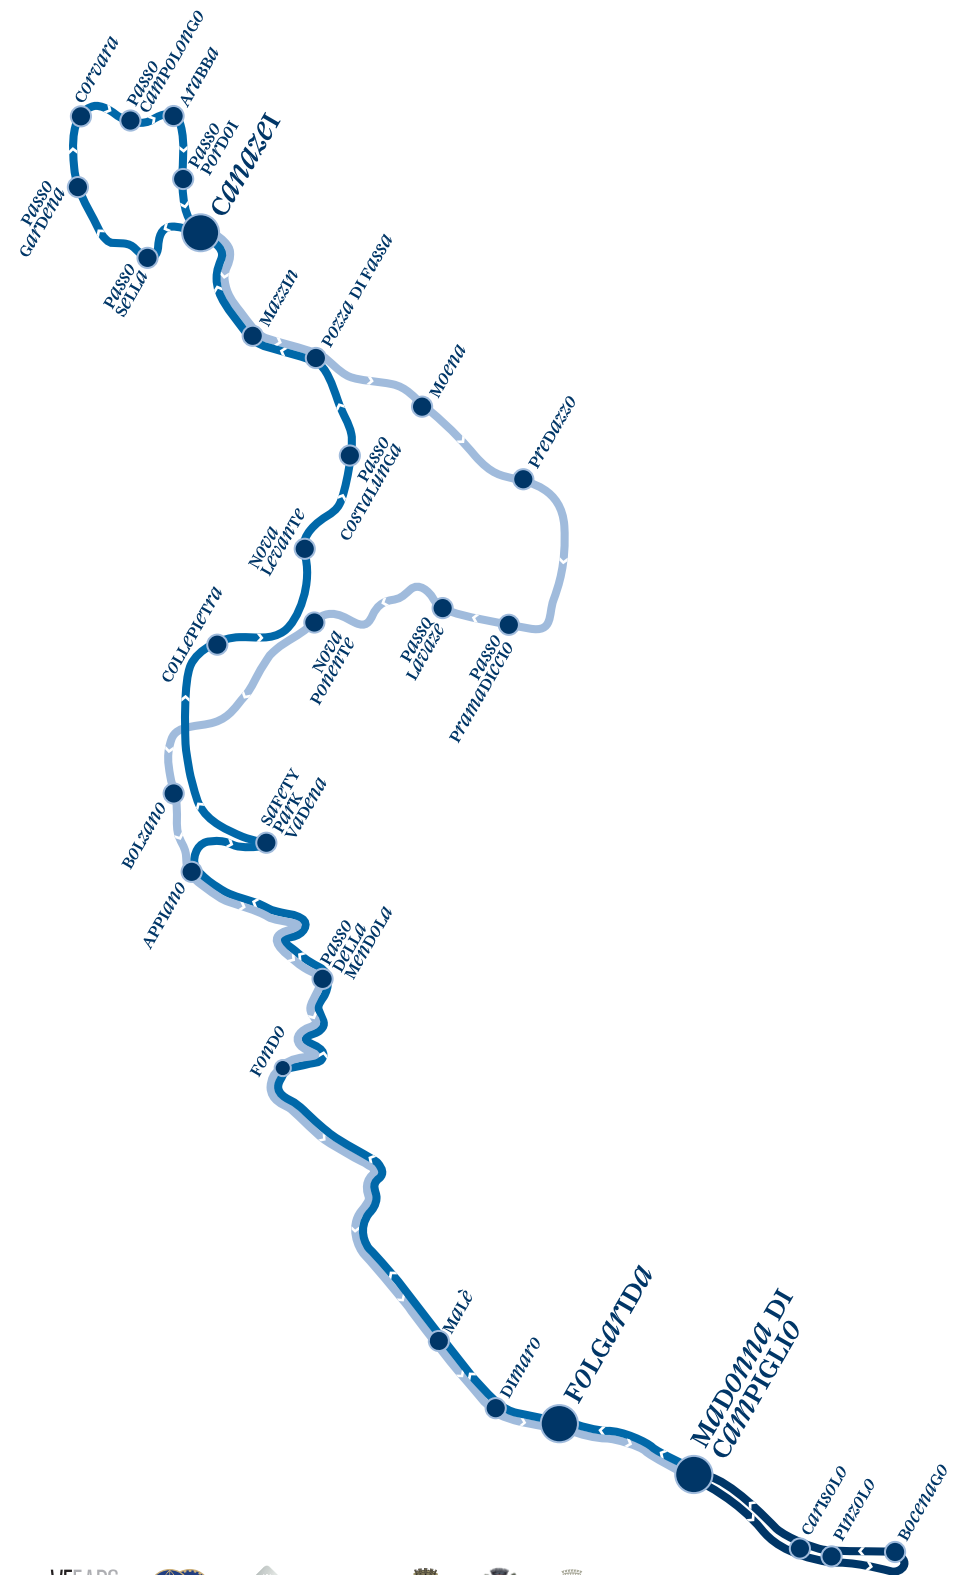 Corvara
Passo
Campolongo
Arabba
Passo
Pordoi
Canazei
Passo
Gardena
Passo
Sella
Mazzin
Pozza di Fassa
Moena
Predazzo
Passo
Costalunga
Nova
Levante
Collepietra
Nova
Ponente
Passo
Lavazè
Passo
Pramadiccio
Bolzano
Safety
Park
Vadena
Appiano
Passo
della
Mendola
Fondo
Malè
Dimaro
Folgarida
Madonna di
Campiglio
Carisolo
Pinzolo
Bocenago